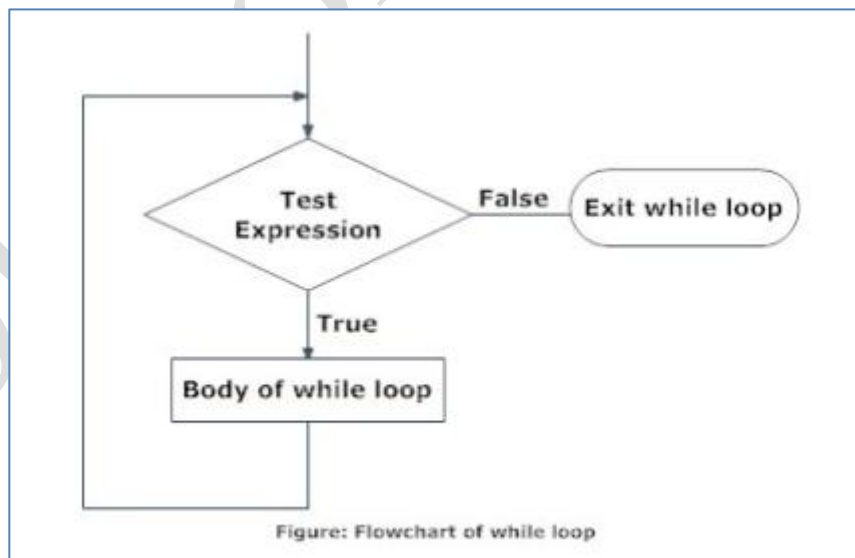 Test
Expression
False
Exit while loop
True
Body of while loop
Figure: Flowchart of while loop